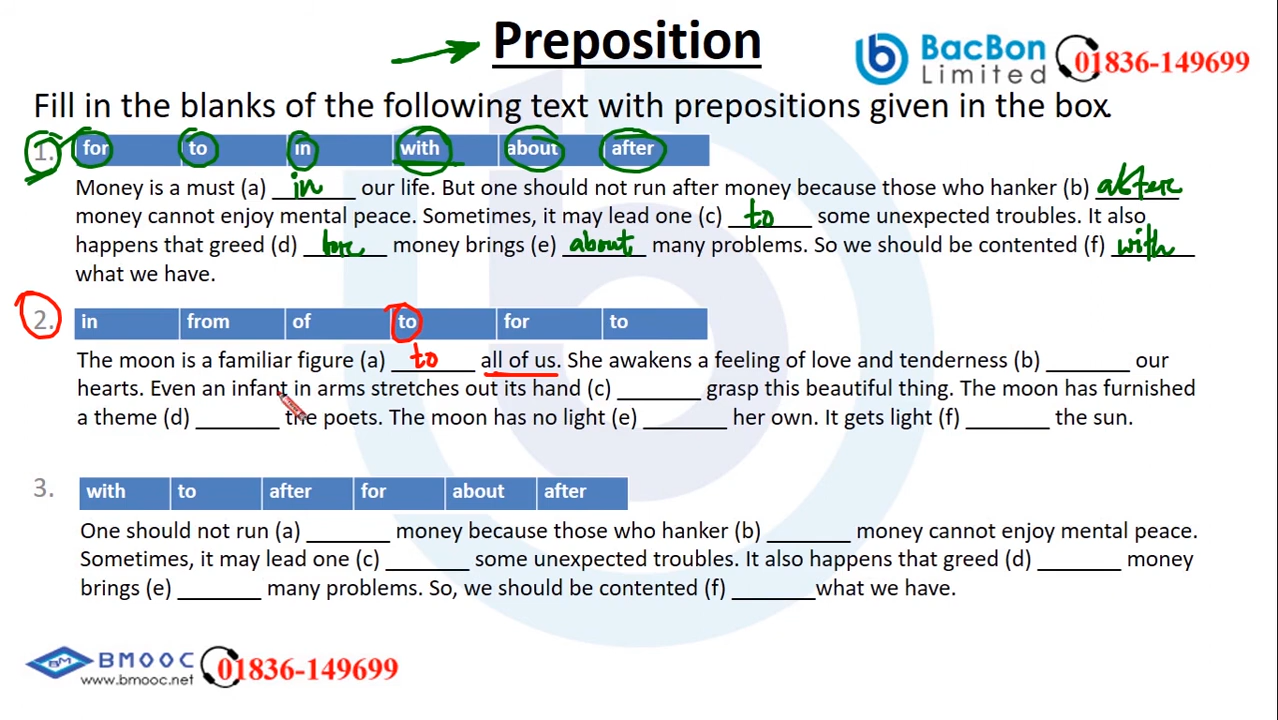 Preposition
BacBon
Limited
01836-149699
Fill in the blanks of the following text with prepositions given in the box.
1. for to in with about after
Money is a must (a) in our life. But one should not run after money because those who hanker (b) after
money cannot enjoy mental peace. Sometimes, it may lead one (c) to some unexpected troubles. It also
happens that greed (d) for money brings (e) about many problems. So we should be contented (f) with
what we have.
2. in from of to for to
The moon is a familiar figure (a) to all of us. She awakens a feeling of love and tenderness (b) ________ our
hearts. Even an infant in arms stretches out its hand (c) ________ grasp this beautiful thing. The moon has furnished
a theme (d) ________ the poets. The moon has no light (e) ________ her own. It gets light (f) ________ the sun.
3. with to after for about after
One should not run (a) ________ money because those who hanker (b) ________ money cannot enjoy mental peace.
Sometimes, it may lead one (c) ________ some unexpected troubles. It also happens that greed (d) ________ money
brings (e) ________ many problems. So, we should be contented (f) ________what we have.
BM BMOOC
www.bmooc.net
01836-149699